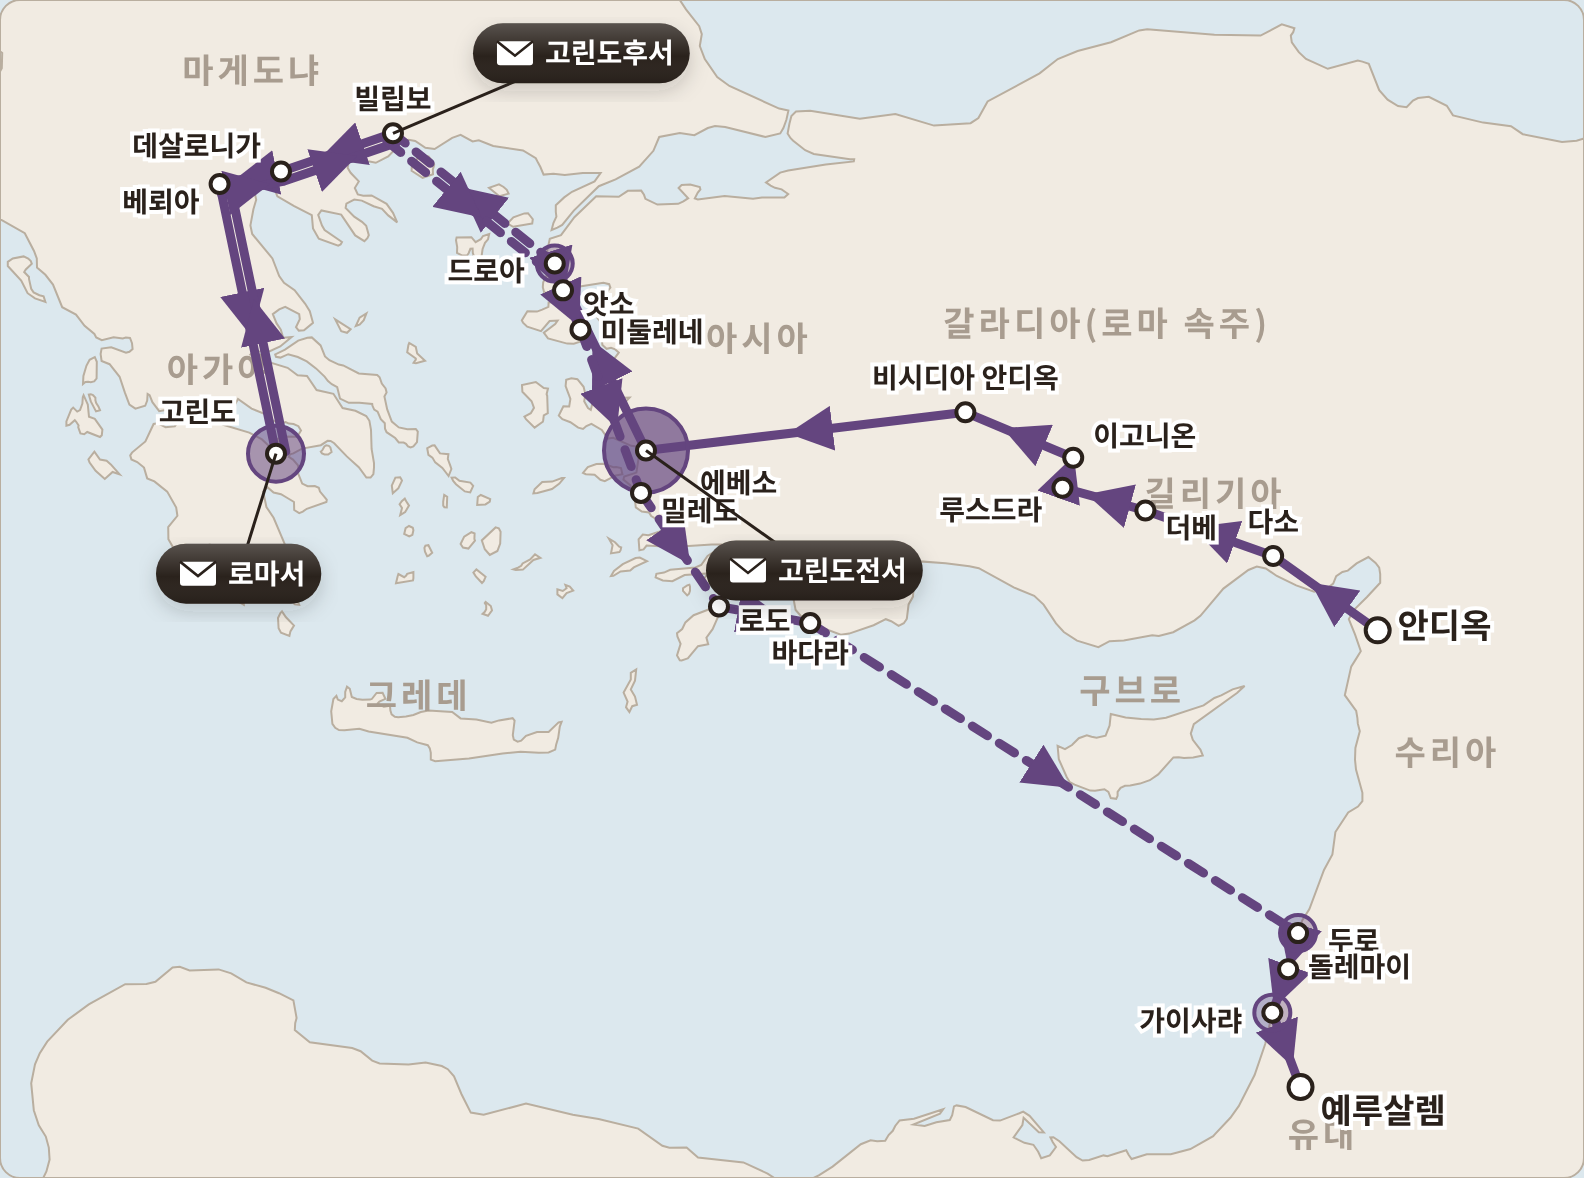 고린도후서
마게도냐
빌립보
데살로니가
베뢰아
드로아
앗소
미둘레네
아시아
갈라디아(로마 속주)
아가야
비시디아 안디옥
고린도
이고니온
에베소
길리기아
루스드라
밀레도
더베
다소
로마서
고린도전서
로도
안디옥
바다라
그레데
구브로
수리아
두로
돌레마이
가이사랴
예루살렘
유대